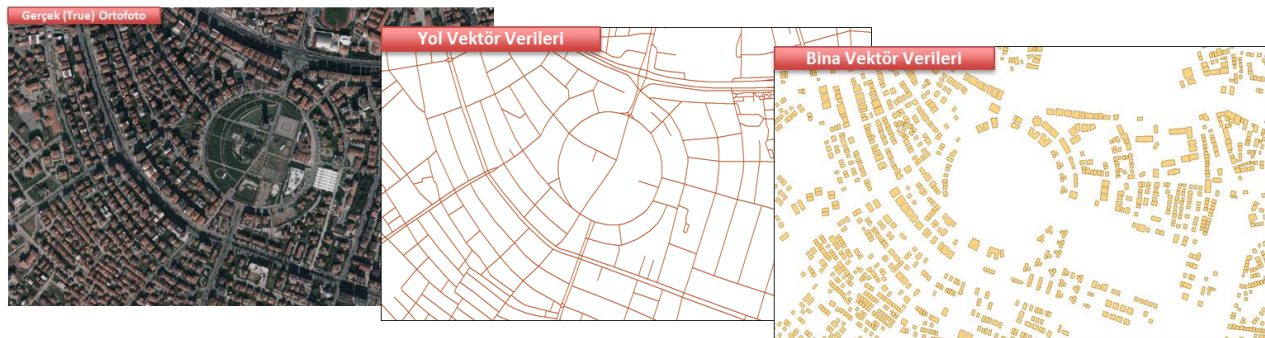 Gerçek (True) Ortofoto
Yol Vektör Verileri
Bina Vektör Verileri